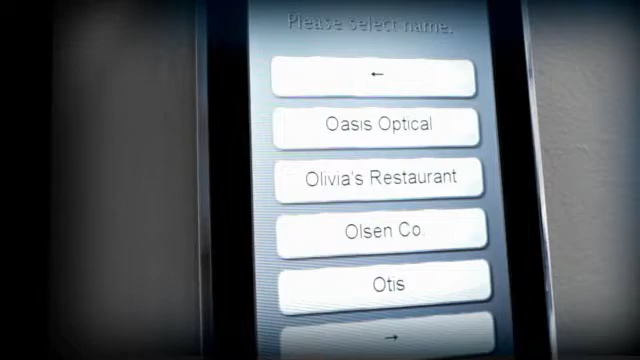 Please select name.
←
Oasis Optical
Olivia's Restaurant
Olsen Co
Otis
→